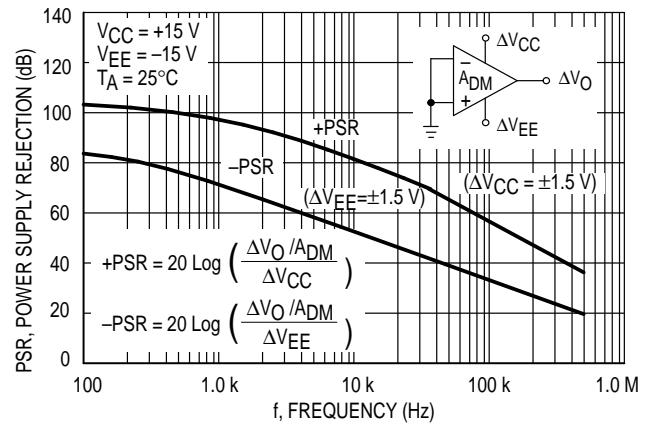 PSR, POWER SUPPLY REJECTION (dB)
140
120
100
80
60
40
20
0
VCC = +15 V
VEE = –15 V
TA = 25°C
ΔVCC
–
ADM
+
ΔVO
ΔVEE
+PSR
–PSR
(ΔVEE=±1.5 V)
(ΔVCC = ±1.5 V)
+PSR = 20 Log (ΔVO/ADM / ΔVCC)
–PSR = 20 Log (ΔVO/ADM / ΔVEE)
100 1.0 k 10 k 100 k 1.0 M
f, FREQUENCY (Hz)